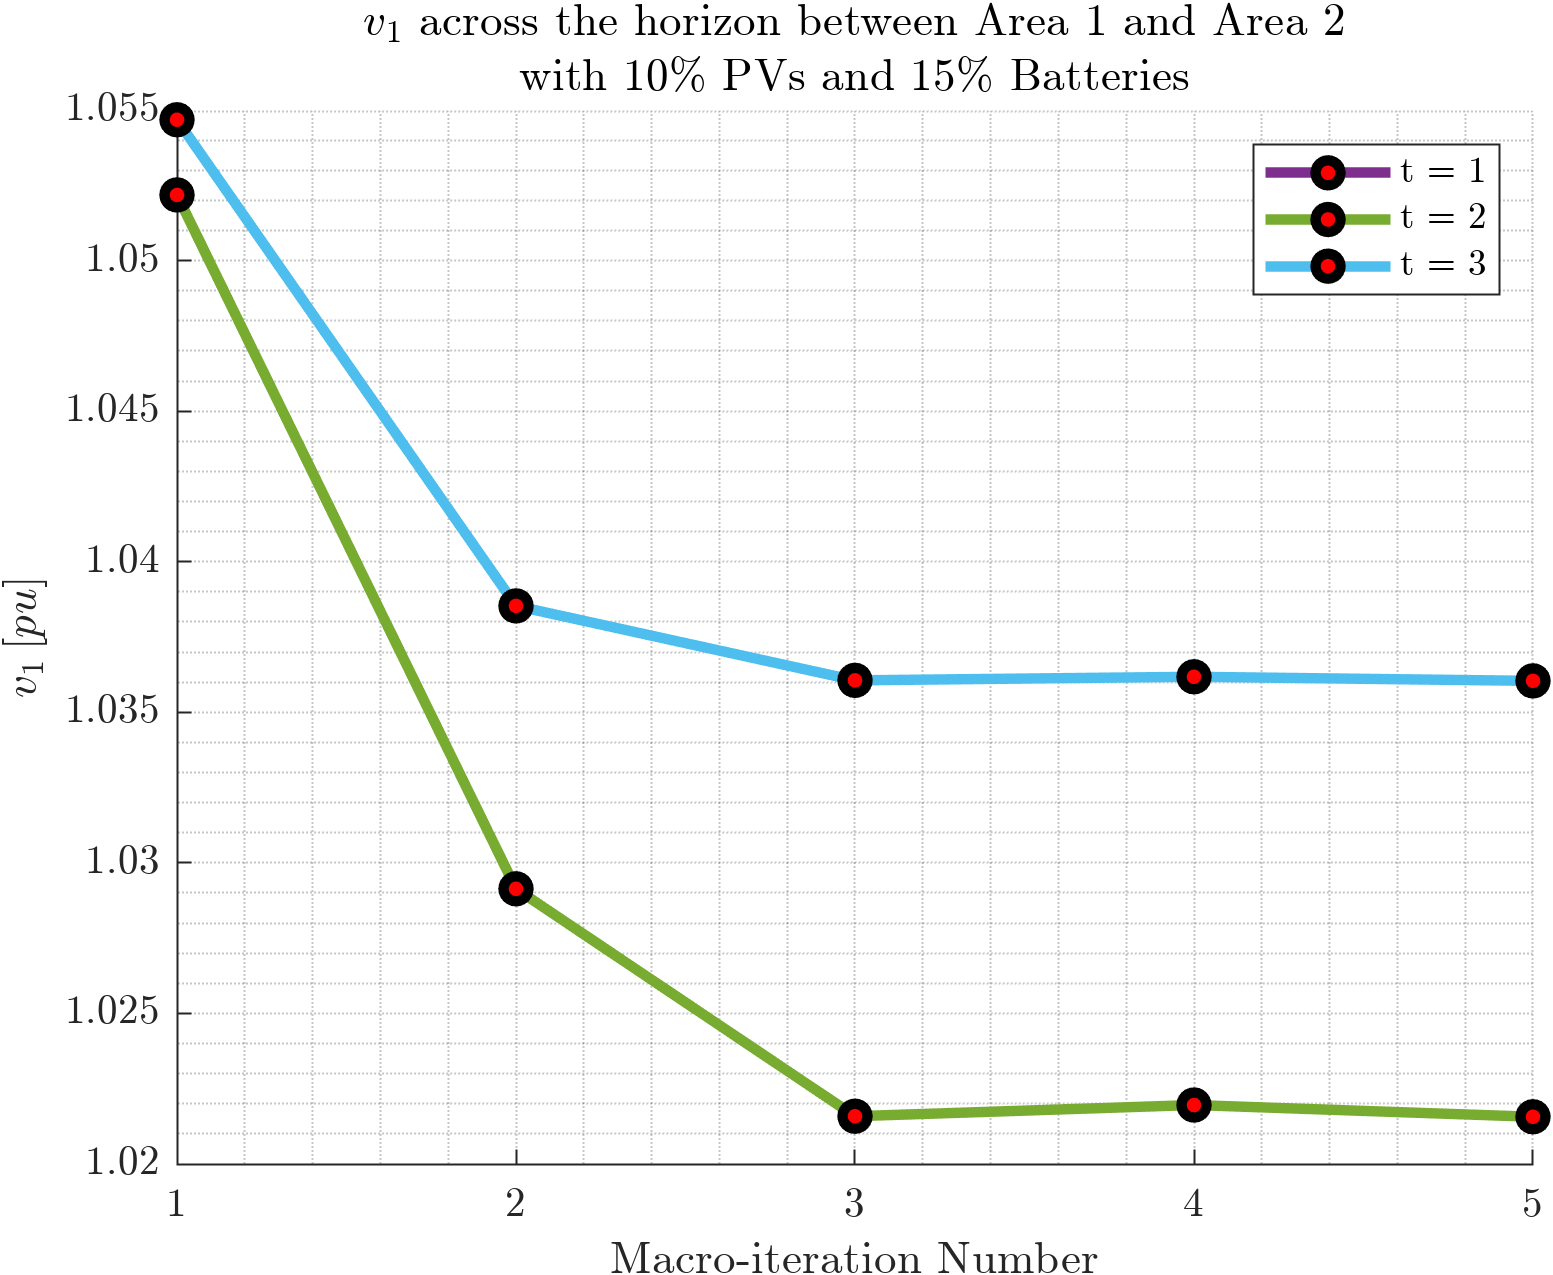 v₁ across the horizon between Area 1 and Area 2
with 10% PVs and 15% Batteries
1.055
1.05
1.045
1.04
1.035
1.03
1.025
1.02
v₁ [pu]
t = 1
t = 2
t = 3
1 2 3 4 5
Macro-iteration Number